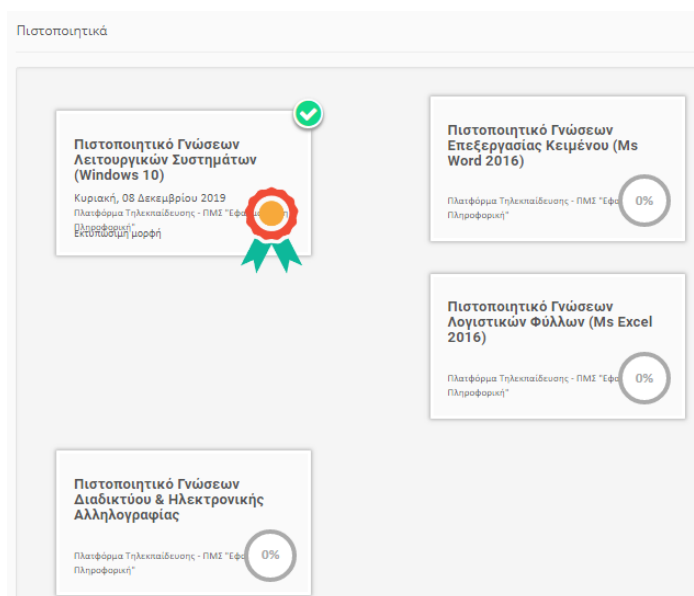 Πιστοποιητικά
Πιστοποιητικό Γνώσεων
Λειτουργικών Συστημάτων
(Windows 10)
Κυριακή, 08 Δεκεμβρίου 2019
Πλατφόρμα Τηλεκπαίδευσης - ΠΜΣ "Εφα
Πληροφορική"
Εκτυπώσιμη μορφή
Πιστοποιητικό Γνώσεων
Επεξεργασίας Κειμένου (Ms
Word 2016)
Πλατφόρμα Τηλεκπαίδευσης - ΠΜΣ "Εφα
Πληροφορική"
0%
Πιστοποιητικό Γνώσεων
Λογιστικών Φύλλων (Ms Excel
2016)
Πλατφόρμα Τηλεκπαίδευσης - ΠΜΣ "Εφα
Πληροφορική"
0%
Πιστοποιητικό Γνώσεων
Διαδικτύου & Ηλεκτρονικής
Αλληλογραφίας
Πλατφόρμα Τηλεκπαίδευσης - ΠΜΣ "Εφα
Πληροφορική"
0%